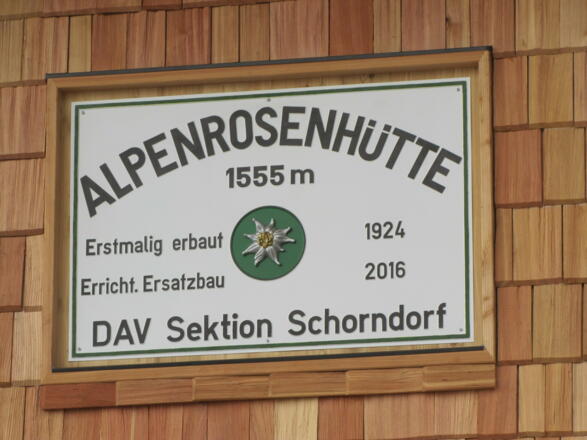 ALPENROSENHÜTTE
1555 m
Erstmalig erbaut 1924
Erricht. Ersatzbau 2016
DAV Sektion Schorndorf